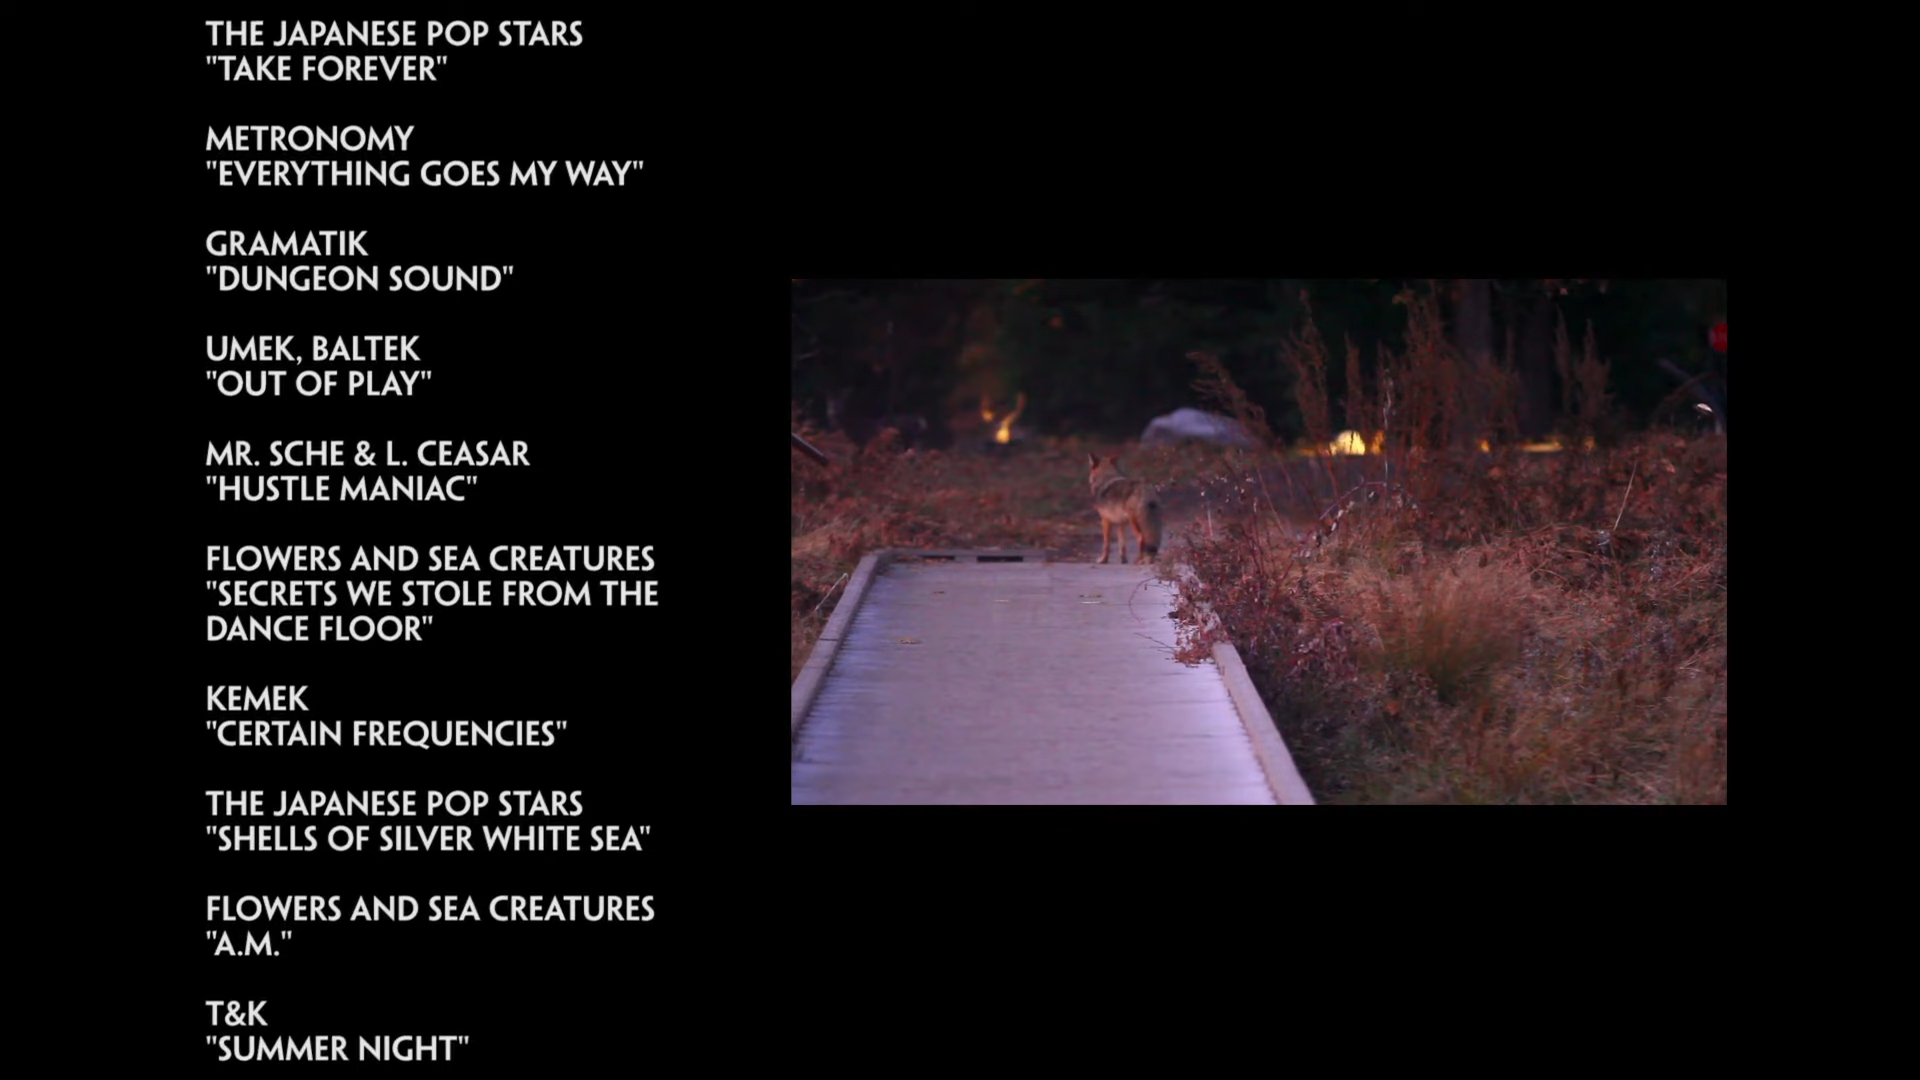 THE JAPANESE POP STARS
"TAKE FOREVER"
METRONOMY
"EVERYTHING GOES MY WAY"
GRAMATIK
"DUNGEON SOUND"
UMEK, BALTEK
"OUT OF PLAY"
MR. SCHE & L. CEASAR
"HUSTLE MANIAC"
FLOWERS AND SEA CREATURES
"SECRETS WE STOLE FROM THE
DANCE FLOOR"
KEMEK
"CERTAIN FREQUENCIES"
THE JAPANESE POP STARS
"SHELLS OF SILVER WHITE SEA"
FLOWERS AND SEA CREATURES
"A.M."
T&K
"SUMMER NIGHT"